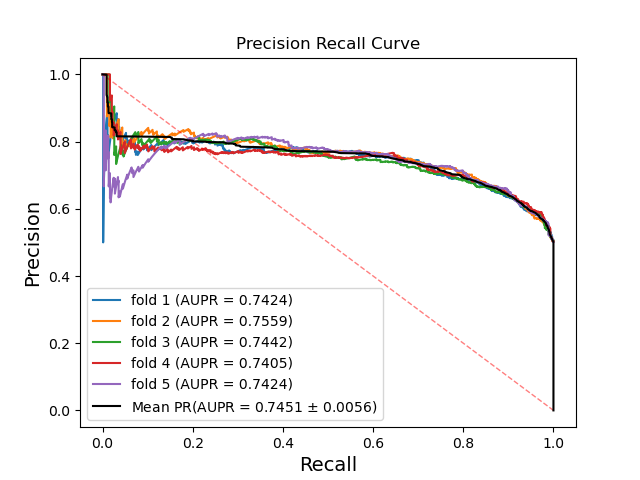 Precision Recall Curve
1.0
0.8
0.6
0.4
0.2
0.0
Precision
fold 1 (AUPR = 0.7424)
fold 2 (AUPR = 0.7559)
fold 3 (AUPR = 0.7442)
fold 4 (AUPR = 0.7405)
fold 5 (AUPR = 0.7424)
Mean PR(AUPR = 0.7451 ± 0.0056)
0.0 0.2 0.4 0.6 0.8 1.0
Recall